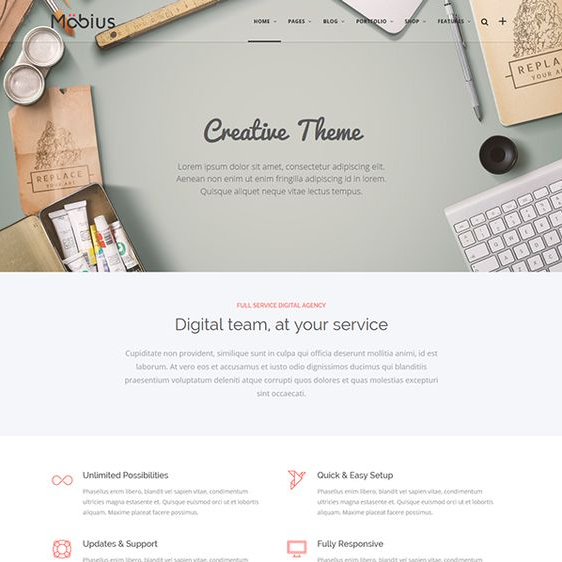 Möbius
HOME PAGES BLOG PORTFOLIO SHOP FEATURES
REPLACE
YOUR ART
REPLACE
YOUR ART
Creative Theme
Lorem ipsum dolor sit amet, consectetur adipiscing elit.
Aenean non enim ut enim fringilla adipiscing id in lorem.
Quisque aliquet neque vitae lectus tempus.
FULL SERVICE DIGITAL AGENCY
Digital team, at your service
Cupiditate non provident, similique sunt in culpa qui officia deserunt mollitia animi, id est
laborum. At vero eos et accusamus et iusto odio dignissimos ducimus qui blanditiis
praesentium voluptatum deleniti atque corrupti quos dolores et quas molestias excepturi
sint occaecati.
Unlimited Possibilities
Phasellus enim libero, blandit vel sapien vitae, condimentum
ultricies magna estasente et. Quisque euismod orci ut et lobortis
aliquam. Maxime placeat facere possimus.
Quick & Easy Setup
Phasellus enim libero, blandit vel sapien vitae, condimentum
ultricies magna estasente et. Quisque euismod orci ut et lobortis
aliquam. Maxime placeat facere possimus.
Updates & Support
Phasellus enim libero, blandit vel sapien vitae, condimentum
Fully Responsive
Phasellus enim libero, blandit vel sapien vitae, condimentum